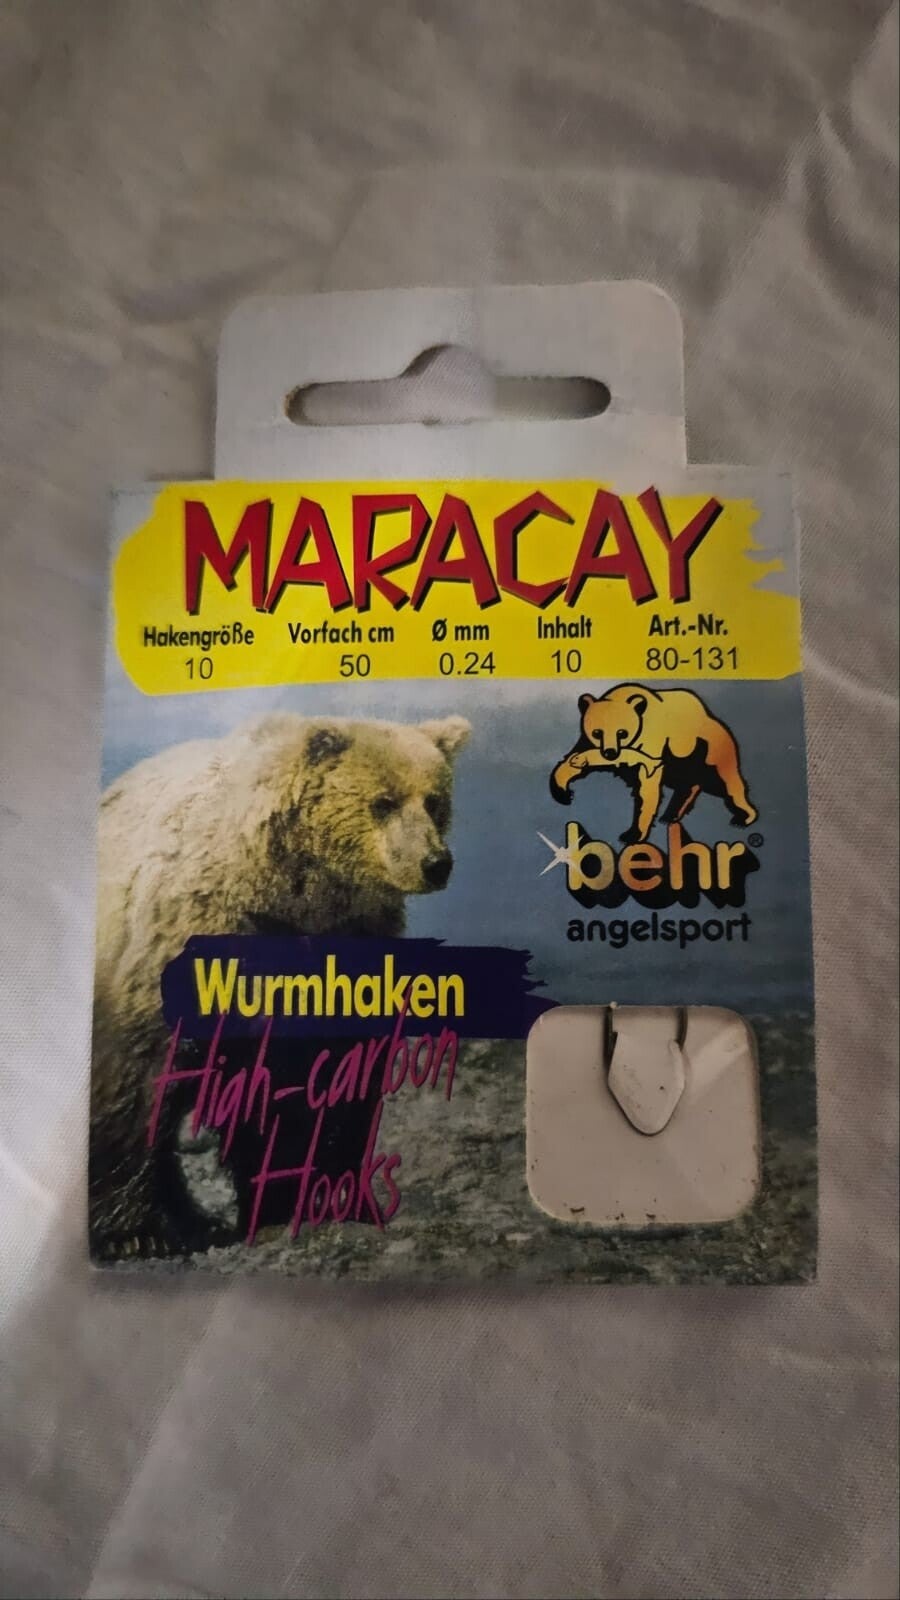 MARACAY
Hakengröße Vorfach cm Ø mm Inhalt Art.-Nr.
10 50 0.24 10 80-131
behr®
angelsport
Wurmhaken
High-carbon
Hooks